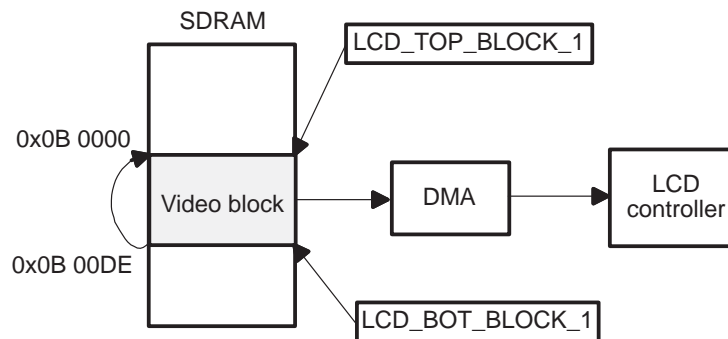 SDRAM
LCD_TOP_BLOCK_1
0x0B 0000
Video block
DMA
LCD
controller
0x0B 00DE
LCD_BOT_BLOCK_1